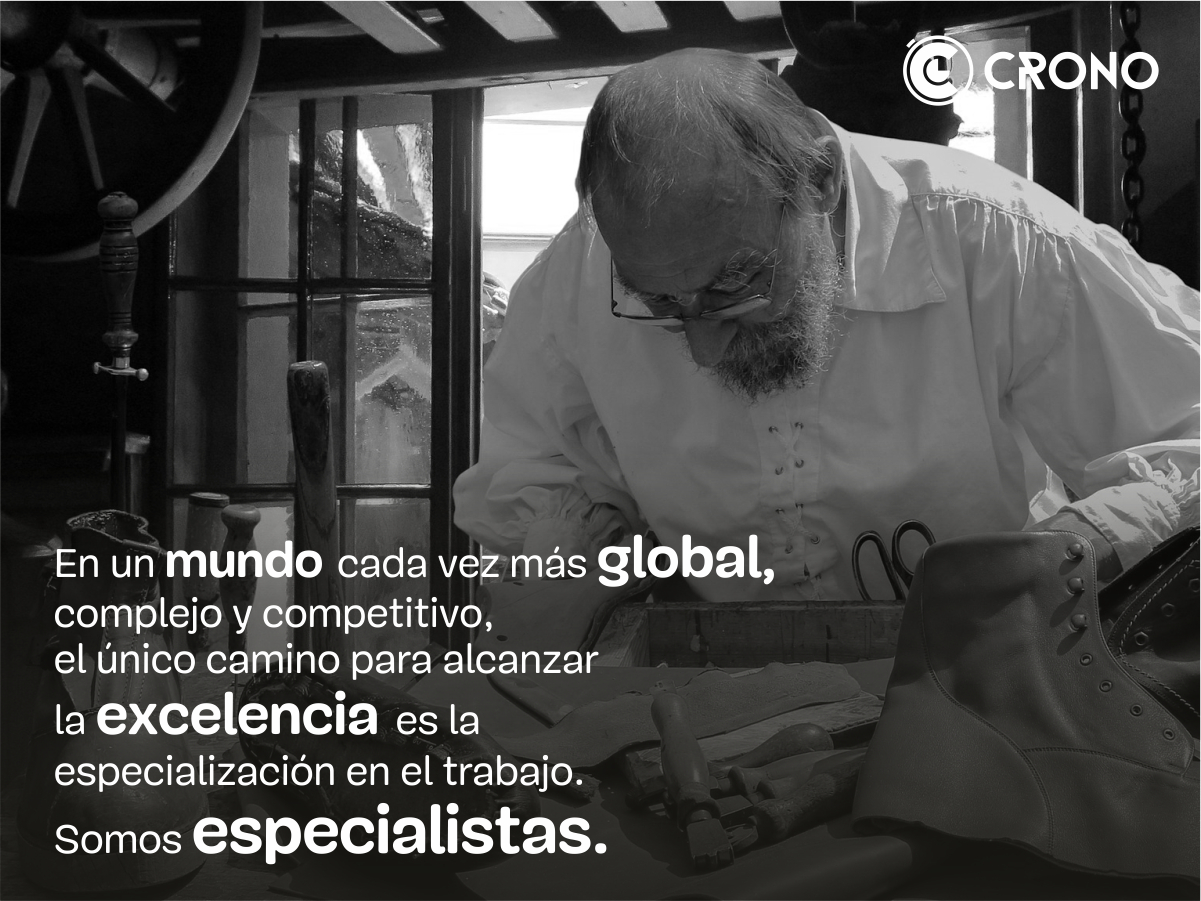 CRONO
En un mundo cada vez más global,
complejo y competitivo,
el único camino para alcanzar
la excelencia es la
especialización en el trabajo.
Somos especialistas.